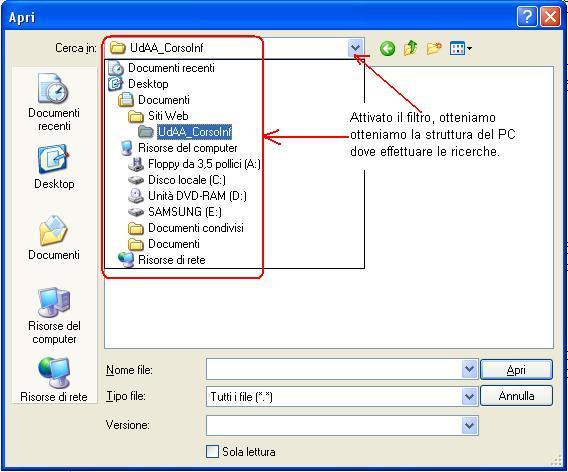 Apri
Cerca in:
UdAA_CorsoInf
Documenti recenti
Desktop
Documenti
Siti Web
UdAA_CorsoInf
Risorse del computer
Floppy da 3,5 pollici (A:)
Disco locale (C:)
Unità DVD-RAM (D:)
SAMSUNG (E:)
Documenti condivisi
Documenti
Risorse di rete
Attivato il filtro, otteniamo
otteniamo la struttura del PC
dove effettuare le ricerche.
Documenti
recenti
Desktop
Documenti
Risorse del
computer
Risorse di rete
Nome file:
Apri
Tipo file:
Tutti i file (*.*)
Annulla
Versione:
Sola lettura